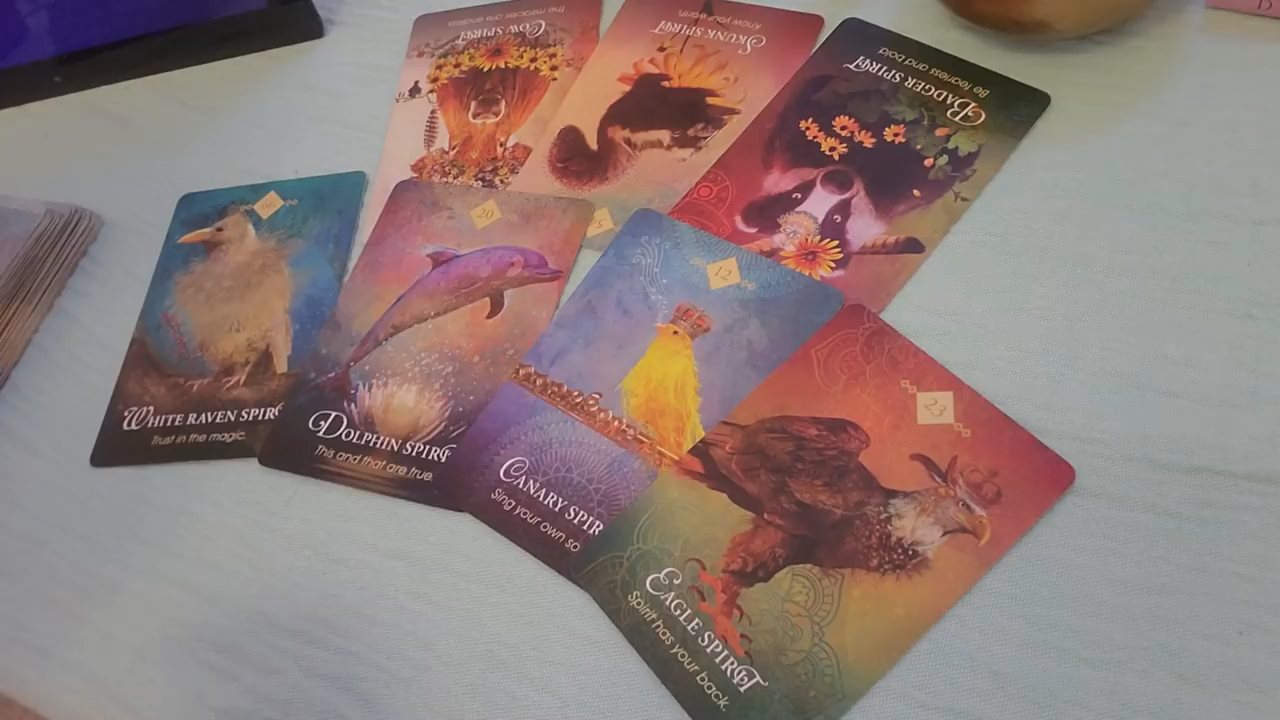 The miracles are endless
COW SPIRIT
Know your worth.
SKUNK SPIRIT
Be fearless and bold.
BADGER SPIRIT
WHITE RAVEN SPIRIT
Trust in the magic.
20
DOLPHIN SPIRIT
This and that are true.
12
CANARY SPIR
Sing your own so
23
EAGLE SPIRIT
Spirit has your back.